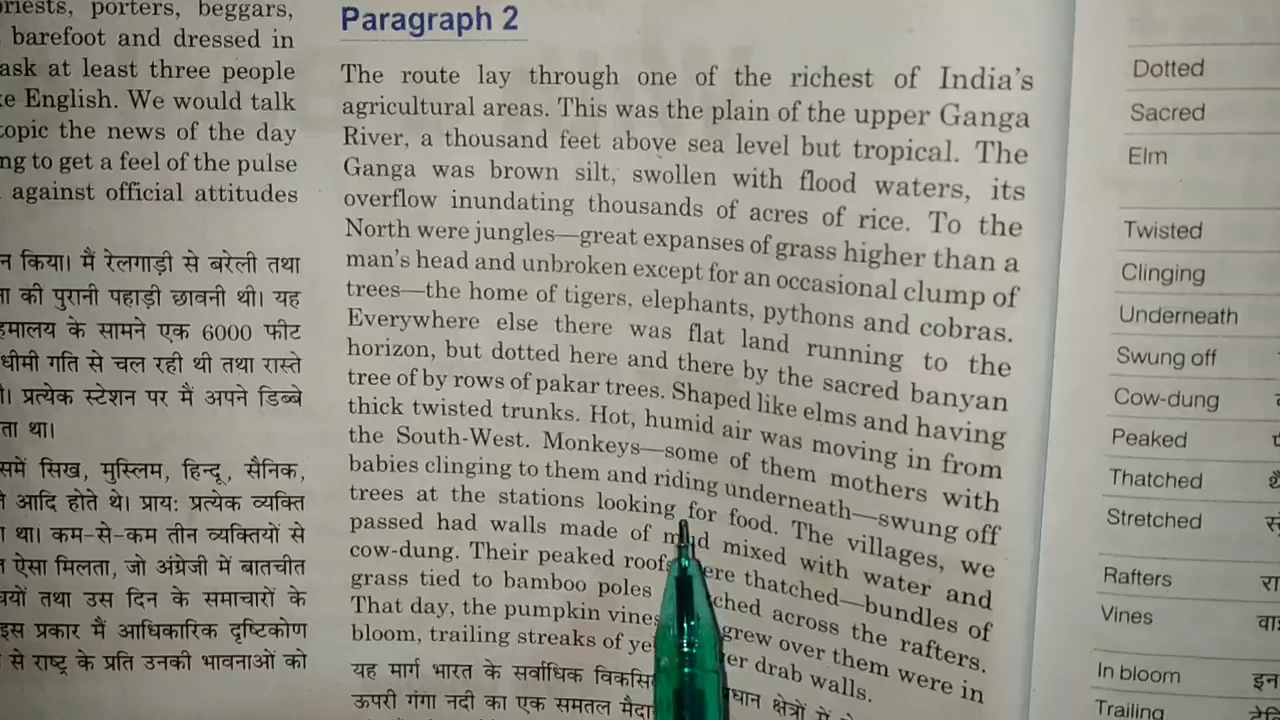 priests, porters, beggars,
barefoot and dressed in
ask at least three people
English. We would talk
topic the news of the day
to get a feel of the pulse
against official attitudes
किया। मैं रेलगाड़ी से बरेली तथा
की पुरानी पहाड़ी छावनी थी। यह
हिमालय के सामने एक 6000 फीट
धीमी गति से चल रही थी तथा रास्ते
। प्रत्येक स्टेशन पर मैं अपने डिब्बे
था।
समें सिख, मुस्लिम, हिन्दू, सैनिक,
आदि होते थे। प्रायः प्रत्येक व्यक्ति
था। कम-से-कम तीन व्यक्तियों से
ऐसा मिलता, जो अंग्रेजी में बातचीत
तथा उस दिन के समाचारों के
इस प्रकार मैं आधिकारिक दृष्टिकोण
से राष्ट्र के प्रति उनकी भावनाओं को
Paragraph 2
The route lay through one of the richest of India's
agricultural areas. This was the plain of the upper Ganga
River, a thousand feet above sea level but tropical. The
Ganga was brown silt, swollen with flood waters, its
overflow inundating thousands of acres of rice. To the
North were jungles—great expanses of grass higher than a
man's head and unbroken except for an occasional clump of
trees—the home of tigers, elephants, pythons and cobras.
Everywhere else there was flat land running to the
horizon, but dotted here and there by the sacred banyan
tree of by rows of pakar trees. Shaped like elms and having
thick twisted trunks. Hot, humid air was moving in from
the South-West. Monkeys—some of them mothers with
babies clinging to them and riding underneath—swung off
trees at the stations looking for food. The villages, we
passed had walls made of mud mixed with water and
cow-dung. Their peaked roofs were thatched—bundles of
grass tied to bamboo poles ched across the rafters.
That day, the pumpkin vines grew over them were in
bloom, trailing streaks of ye er drab walls.
यह मार्ग भारत के सर्वाधिक विकसि धान क्षेत्रों में
ऊपरी गंगा नदी का एक समतल मैदा
Dotted
Sacred
Elm
Twisted
Clinging
Underneath
Swung off
Cow-dung
Peaked
Thatched
Stretched
Rafters रा
Vines
In bloom इन
Trailing